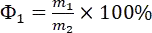 Φ₁ = m₁/m₂ × 100%